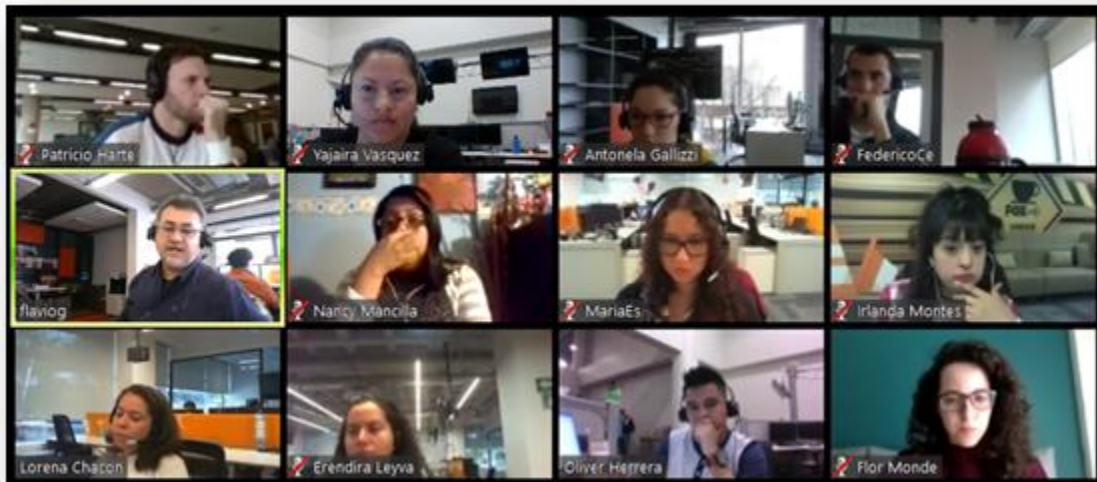 Patricio Harte
Yajaira Vasquez
Antonela Gallizzi
FedericoCe
flaviog
Nancy Mancilla
MariaEs
FOX
Irlanda Montes
Lorena Chacon
Erendira Leyva
Oliver Herrera
Flor Monde